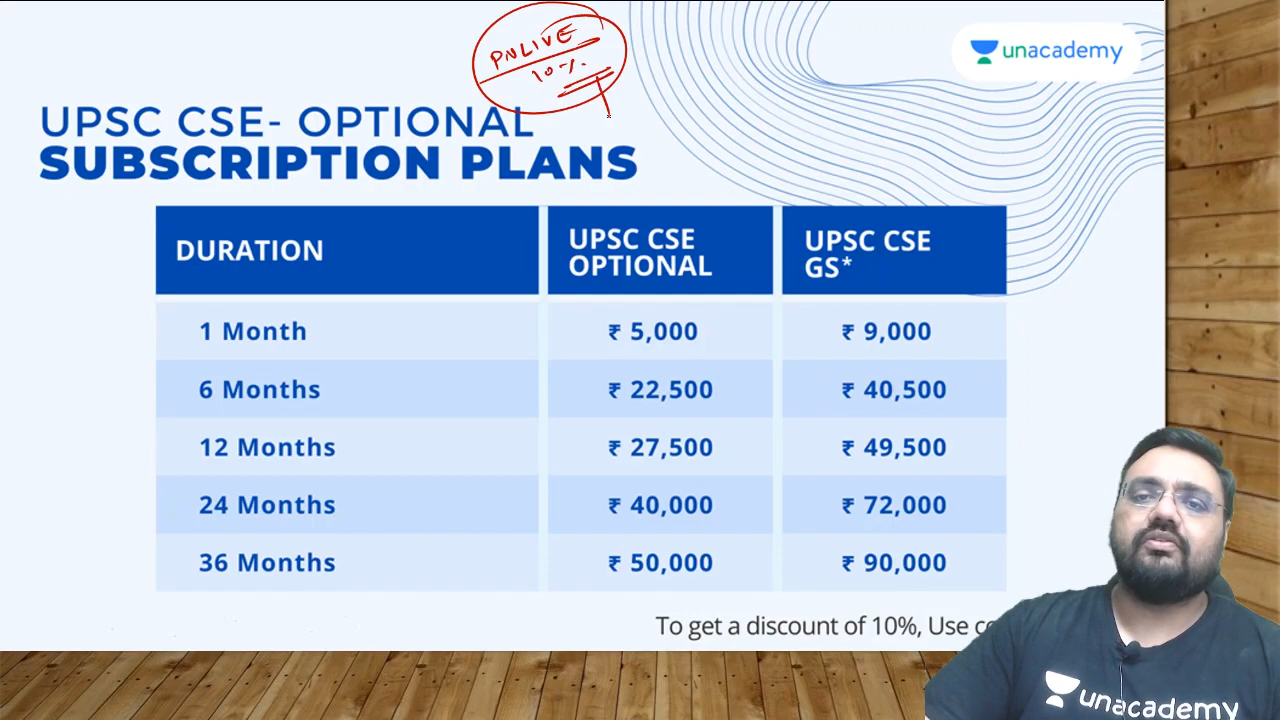 PNLIVE
10%
unacademy
UPSC CSE- OPTIONAL
SUBSCRIPTION PLANS
DURATION UPSC CSE OPTIONAL UPSC CSE GS*
1 Month ₹ 5,000 ₹ 9,000
6 Months ₹ 22,500 ₹ 40,500
12 Months ₹ 27,500 ₹ 49,500
24 Months ₹ 40,000 ₹ 72,000
36 Months ₹ 50,000 ₹ 90,000
To get a discount of 10%, Use
unacademy